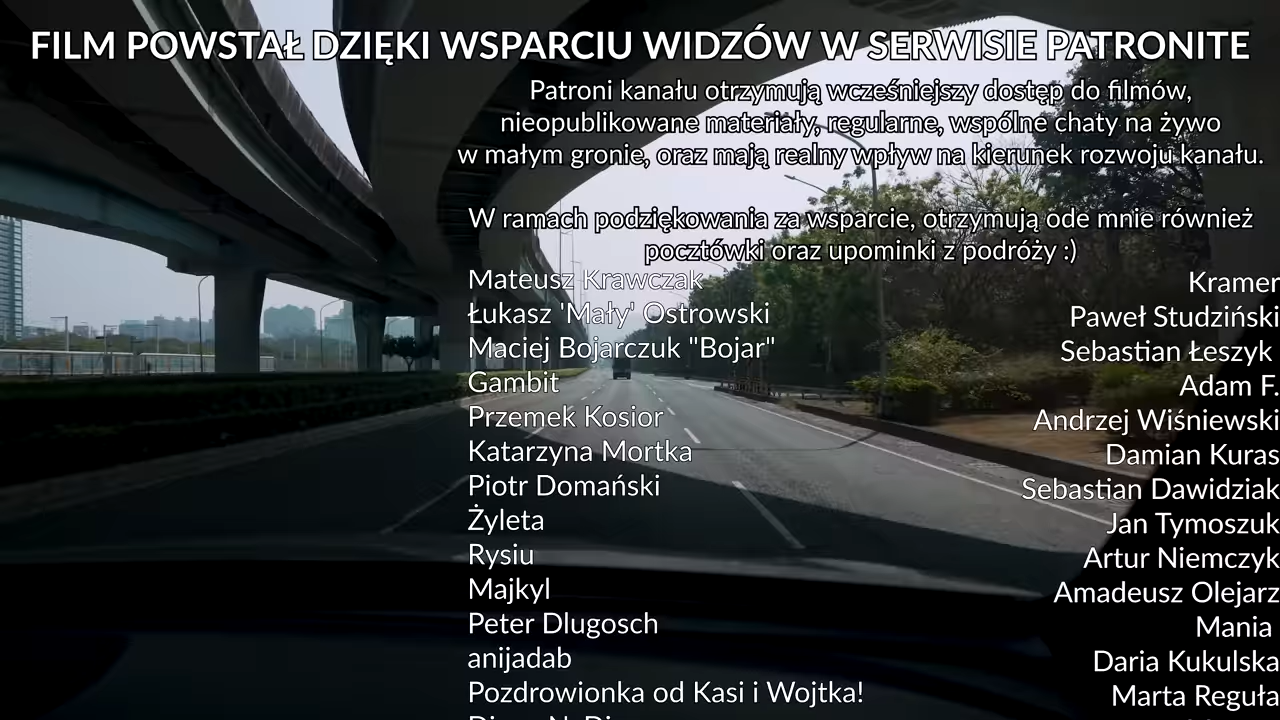 FILM POWSTAŁ DZIĘKI WSPARCIU WIDZÓW W SERWISIE PATRONITE
Patroni kanału otrzymują wcześniejszy dostęp do filmów,
nieopublikowane materiały, regularne, wspólne chaty na żywo
w małym gronie, oraz mają realny wpływ na kierunek rozwoju kanału.
W ramach podziękowania za wsparcie, otrzymują ode mnie również
pocztówki oraz upominki z podróży :)
Mateusz Krawczak
Łukasz 'Mały' Ostrowski
Maciej Bojarczuk "Bojar"
Gambit
Przemek Kosior
Katarzyna Mortka
Piotr Domański
Żyleta
Rysiu
Majkyl
Peter Dlugosch
anijadab
Pozdrowionka od Kasi i Wojtka!
Kramer
Paweł Studziński
Sebastian Łeszyk
Adam F.
Andrzej Wiśniewski
Damian Kuras
Sebastian Dawidziak
Jan Tymoszuk
Artur Niemczyk
Amadeusz Olejarz
Mania
Daria Kukulska
Marta Reguła